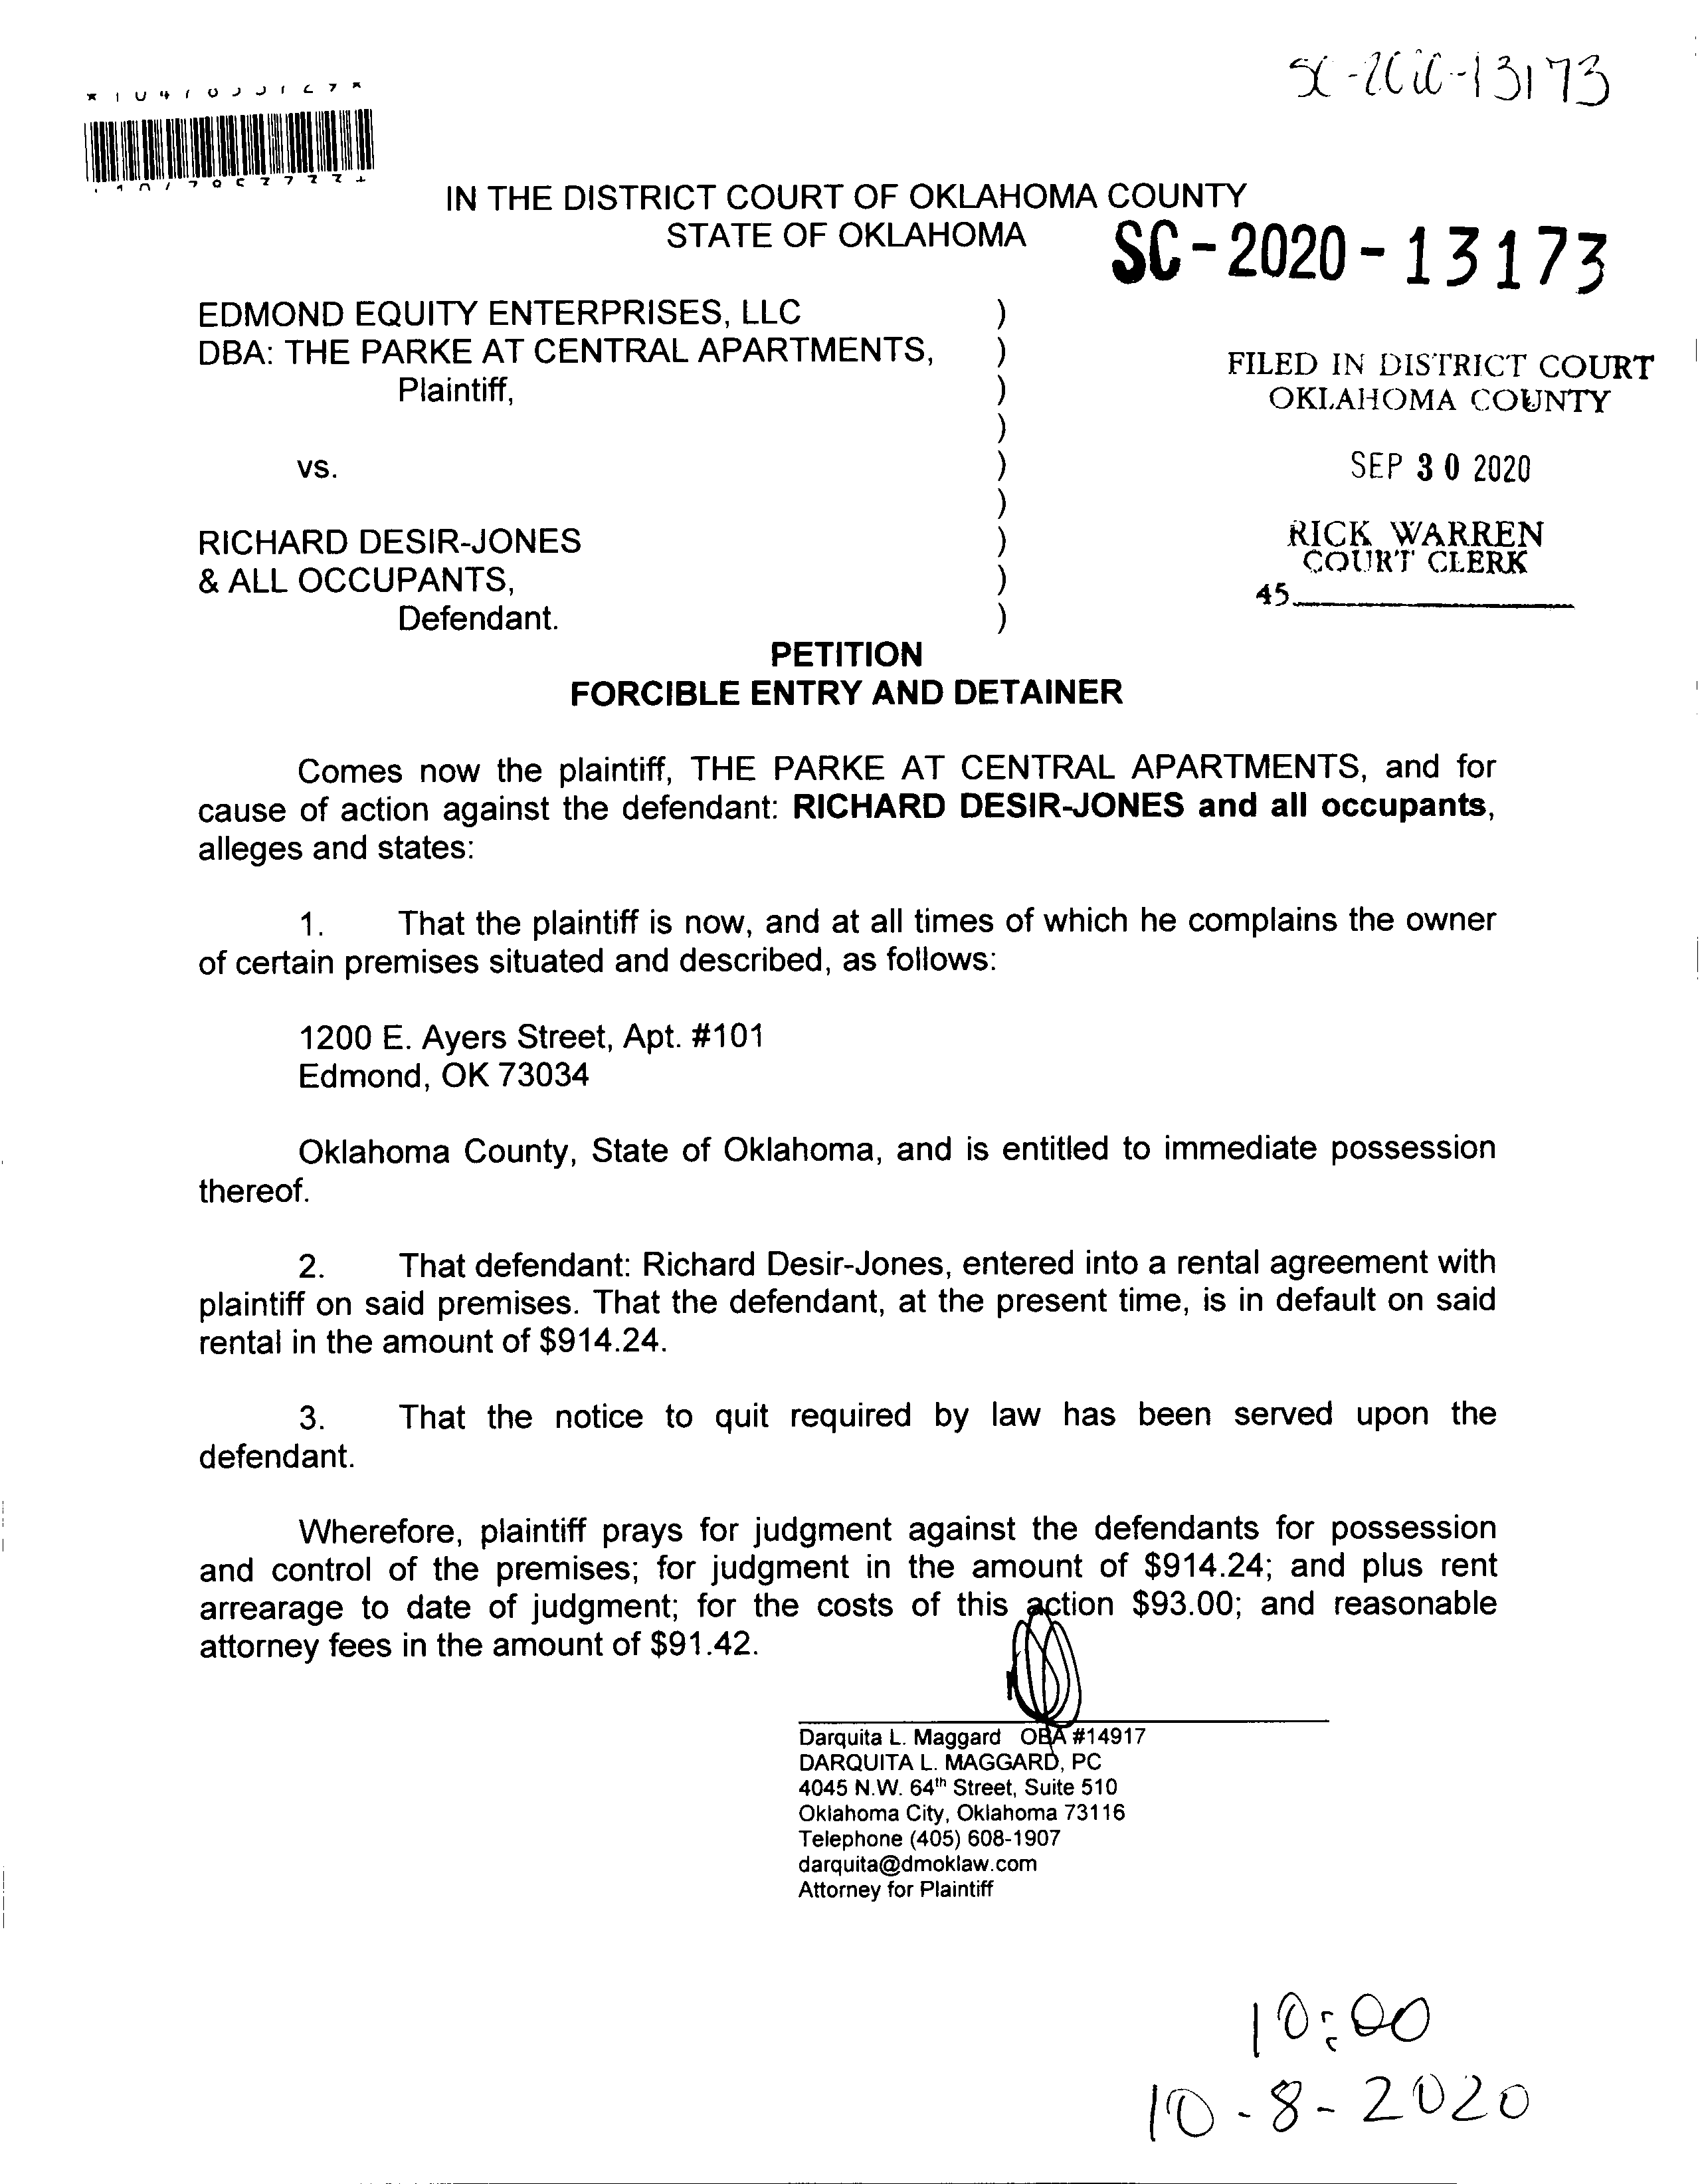 SC-2020-13173
IN THE DISTRICT COURT OF OKLAHOMA COUNTY
STATE OF OKLAHOMA
SC-2020-13173
EDMOND EQUITY ENTERPRISES, LLC )
DBA: THE PARKE AT CENTRAL APARTMENTS, )
Plaintiff, )
)
vs. )
)
RICHARD DESIR-JONES )
& ALL OCCUPANTS, )
Defendant. )
FILED IN DISTRICT COURT
OKLAHOMA COUNTY
SEP 30 2020
RICK WARREN
COURT CLERK
45
PETITION
FORCIBLE ENTRY AND DETAINER
Comes now the plaintiff, THE PARKE AT CENTRAL APARTMENTS, and for
cause of action against the defendant: RICHARD DESIR-JONES and all occupants,
alleges and states:
1. That the plaintiff is now, and at all times of which he complains the owner
of certain premises situated and described, as follows:
1200 E. Ayers Street, Apt. #101
Edmond, OK 73034
Oklahoma County, State of Oklahoma, and is entitled to immediate possession
thereof.
2. That defendant: Richard Desir-Jones, entered into a rental agreement with
plaintiff on said premises. That the defendant, at the present time, is in default on said
rental in the amount of $914.24.
3. That the notice to quit required by law has been served upon the
defendant.
Wherefore, plaintiff prays for judgment against the defendants for possession
and control of the premises; for judgment in the amount of $914.24; and plus rent
arrearage to date of judgment; for the costs of this action $93.00; and reasonable
attorney fees in the amount of $91.42.
Darquita L. Maggard OBA #14917
DARQUITA L. MAGGARD, PC
4045 N.W. 64th Street, Suite 510
Oklahoma City, Oklahoma 73116
Telephone (405) 608-1907
darquita@dmoklaw.com
Attorney for Plaintiff
10:00
10-8-2020